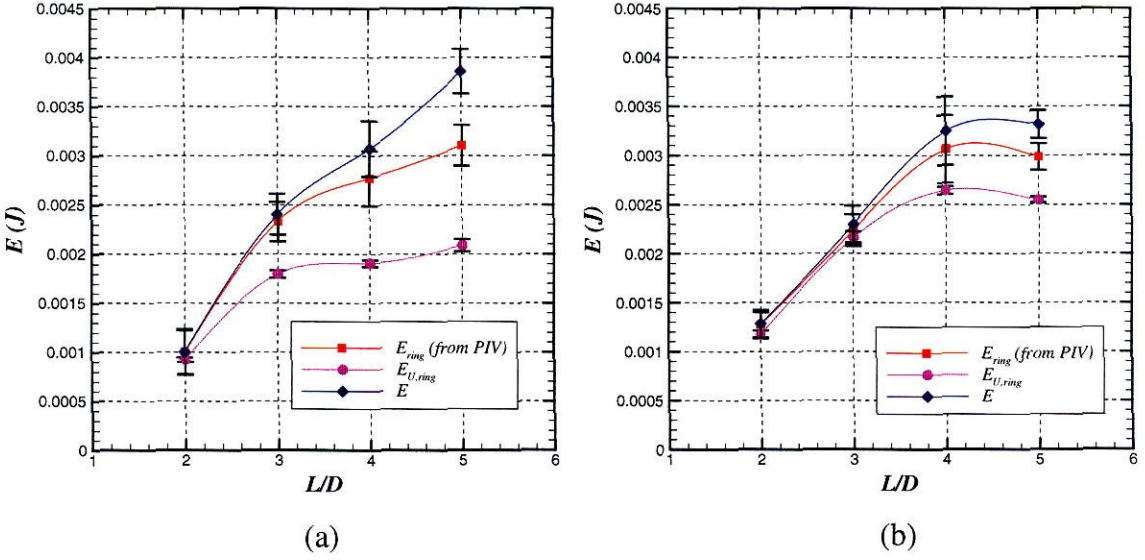 0.0045
0.004
0.0035
0.003
0.0025
0.002
0.0015
0.001
0.0005
0
E (J)
1 2 3 4 5 6
L/D
E_ring (from PIV)
E_U,ring
E
(a)
0.0045
0.004
0.0035
0.003
0.0025
0.002
0.0015
0.001
0.0005
0
E (J)
1 2 3 4 5 6
L/D
E_ring (from PIV)
E_U,ring
E
(b)